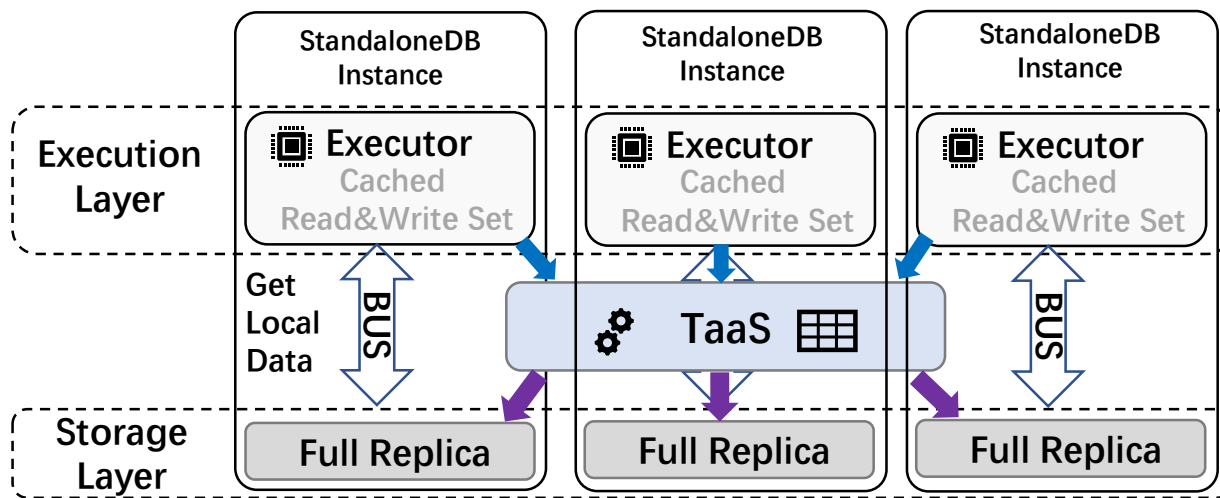 StandaloneDB
Instance
StandaloneDB
Instance
StandaloneDB
Instance
Execution
Layer
Executor
Cached
Read&Write Set
Executor
Cached
Read&Write Set
Executor
Cached
Read&Write Set
Get
Local
Data
BUS
TaaS
BUS
Storage
Layer
Full Replica
Full Replica
Full Replica